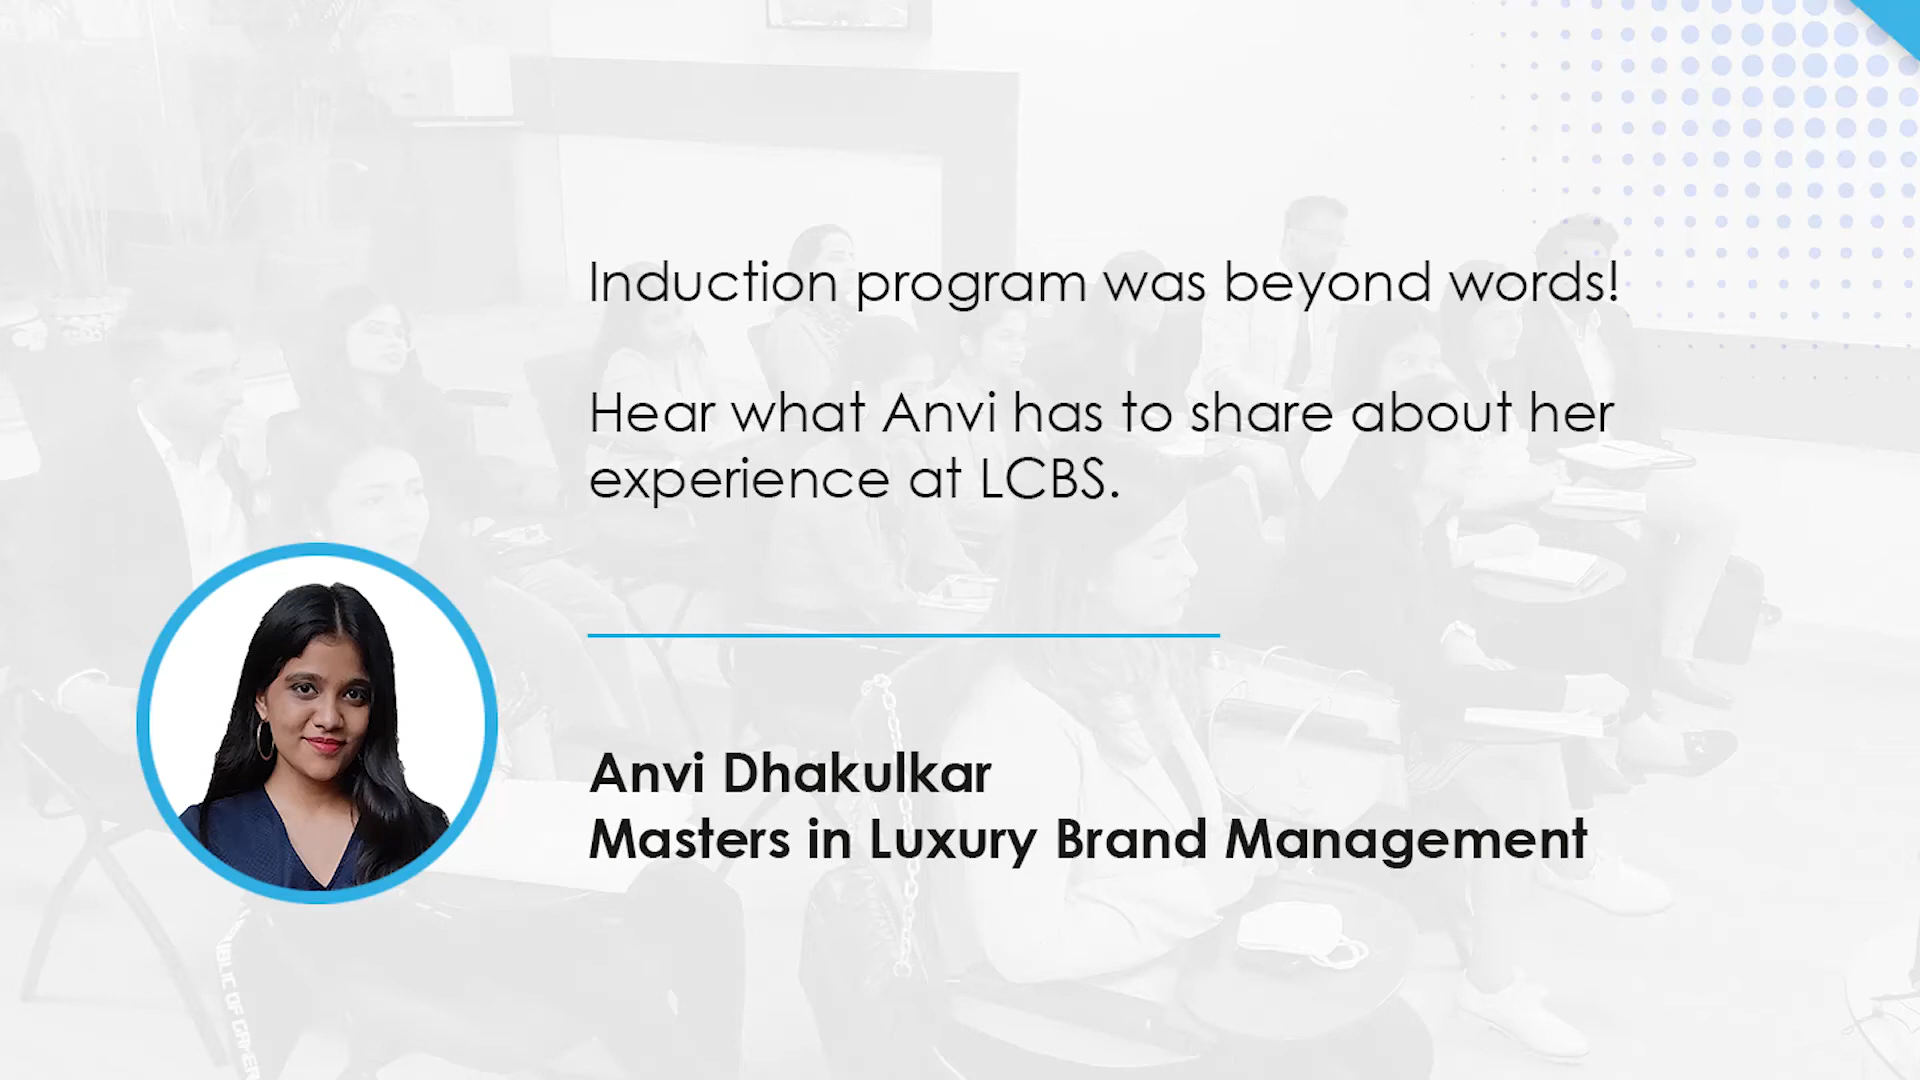 Induction program was beyond words!
Hear what Anvi has to share about her
experience at LCBS.
Anvi Dhakulkar
Masters in Luxury Brand Management